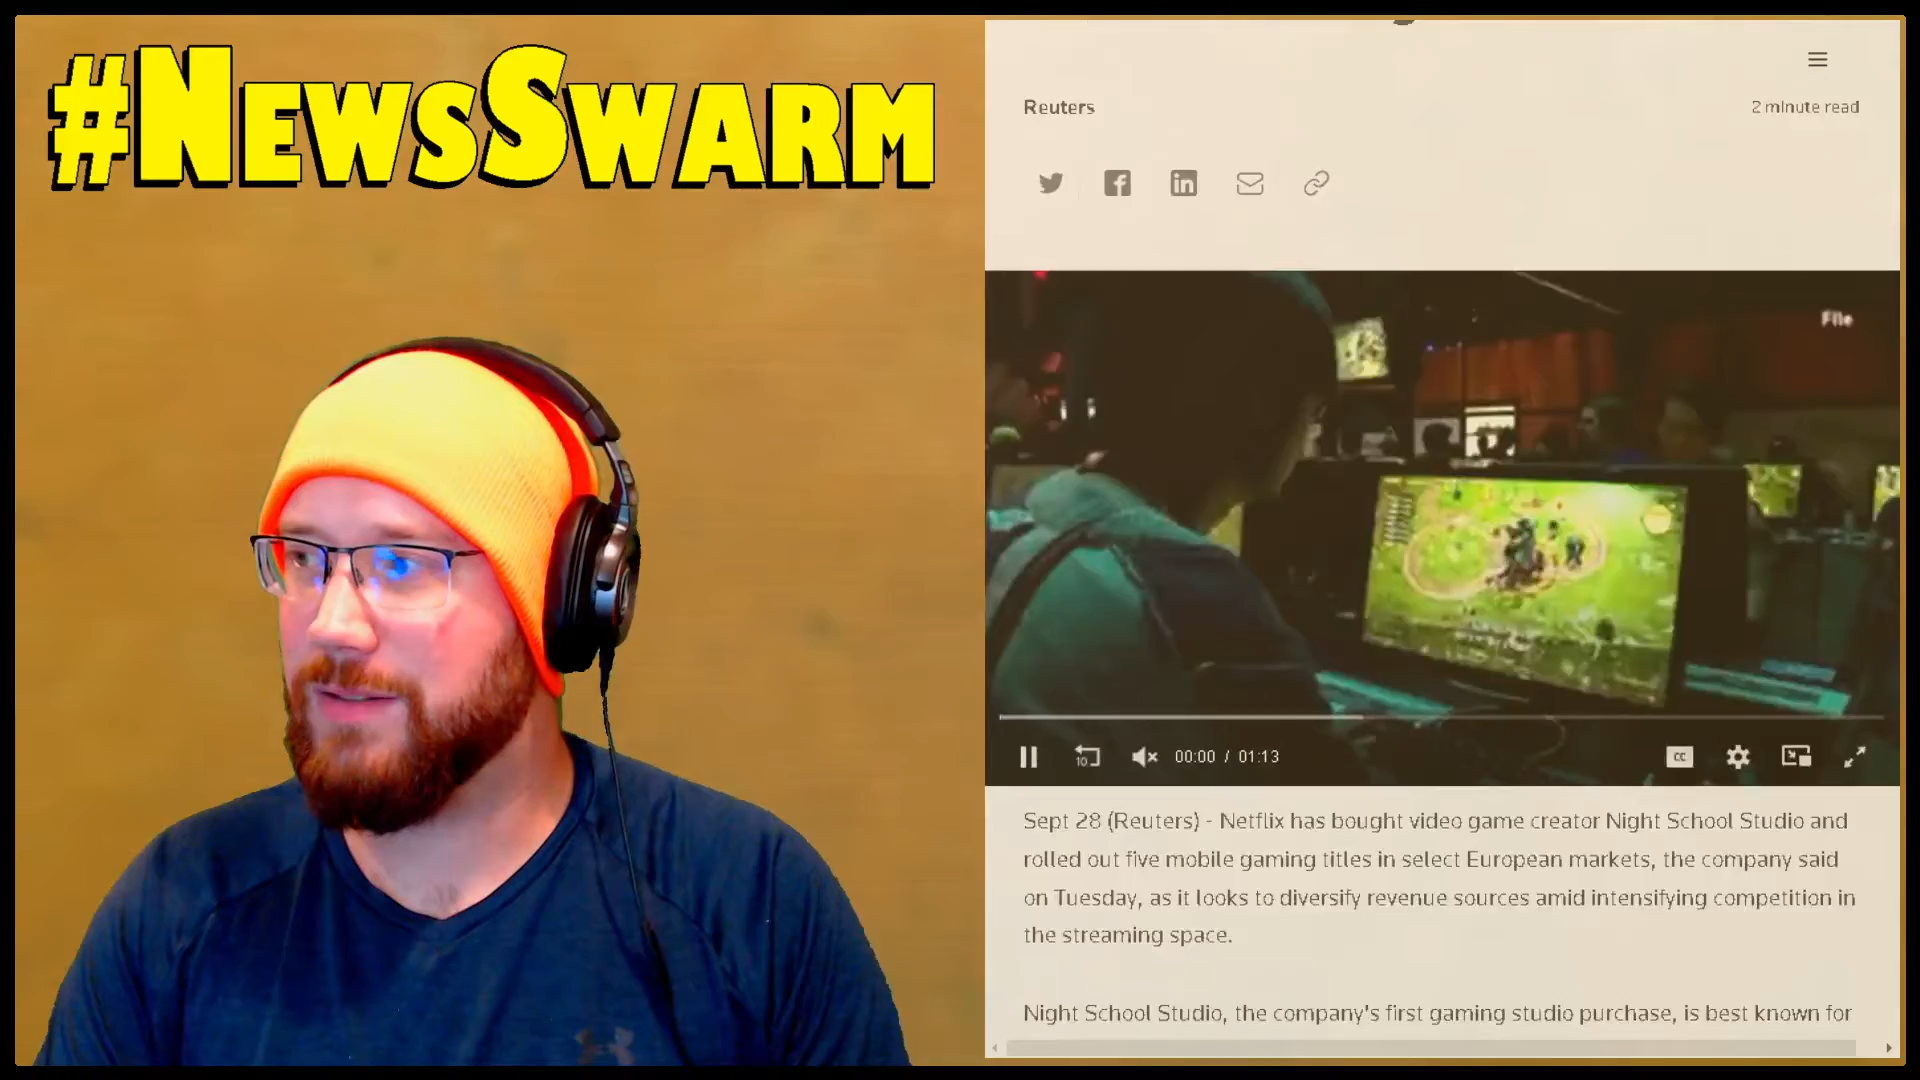 #NEWSSWARM
Reuters
2 minute read
File
10
00:00 / 01:13
CC
Sept 28 (Reuters) - Netflix has bought video game creator Night School Studio and
rolled out five mobile gaming titles in select European markets, the company said
on Tuesday, as it looks to diversify revenue sources amid intensifying competition in
the streaming space.
Night School Studio, the company's first gaming studio purchase, is best known for